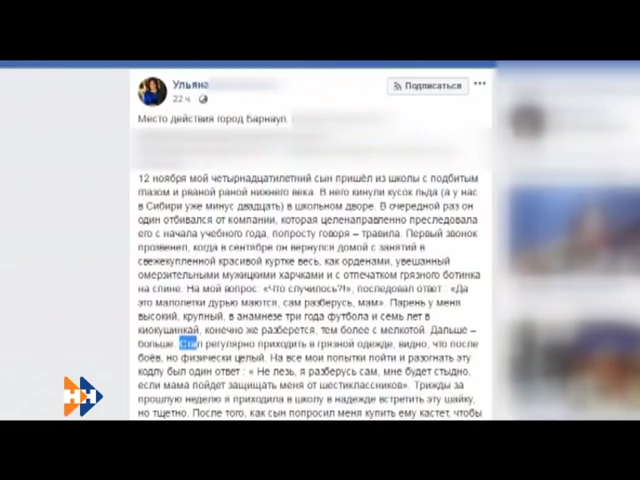 Ульяна
Подписаться
22 ч.
Место действия город Барнаул.
12 ноября мой четырнадцатилетний сын пришёл из школы с подбитым
глазом и рваной раной нижнего века. В него кинули кусок льда (а у нас
в Сибири уже минус двадцать) в школьном дворе. В очередной раз он
один отбивался от компании, которая целенаправленно преследовала
его с начала учебного года, попросту говоря – травила. Первый звонок
прозвенел, когда в сентябре он вернулся домой с занятий в
свежекупленной красивой куртке весь, как орденами, увешанный
омерзительными мужицкими харчками и с отпечатком грязного ботинка
на спине. На мой вопрос: «Что случилось?!», последовал ответ : «Да
это малолетки дурью маются, сам разберусь, мам». Парень у меня
высокий, крупный, в анамнезе три года футбола и семь лет в
киокушинкай, конечно же разберется, тем более с мелкотой. Дальше –
больше. Стал регулярно приходить в грязной одежде, видно, что после
боёв, но физически целый. На все мои попытки пойти и разогнать эту
кодлу был один ответ : « Не лезь, я разберусь сам, мне будет стыдно,
если мама пойдет защищать меня от шестиклассников». Трижды за
прошлую неделю я приходила в школу в надежде встретить эту шайку,
но тщетно. После того, как сын попросил меня купить ему кастет, чтобы
НН